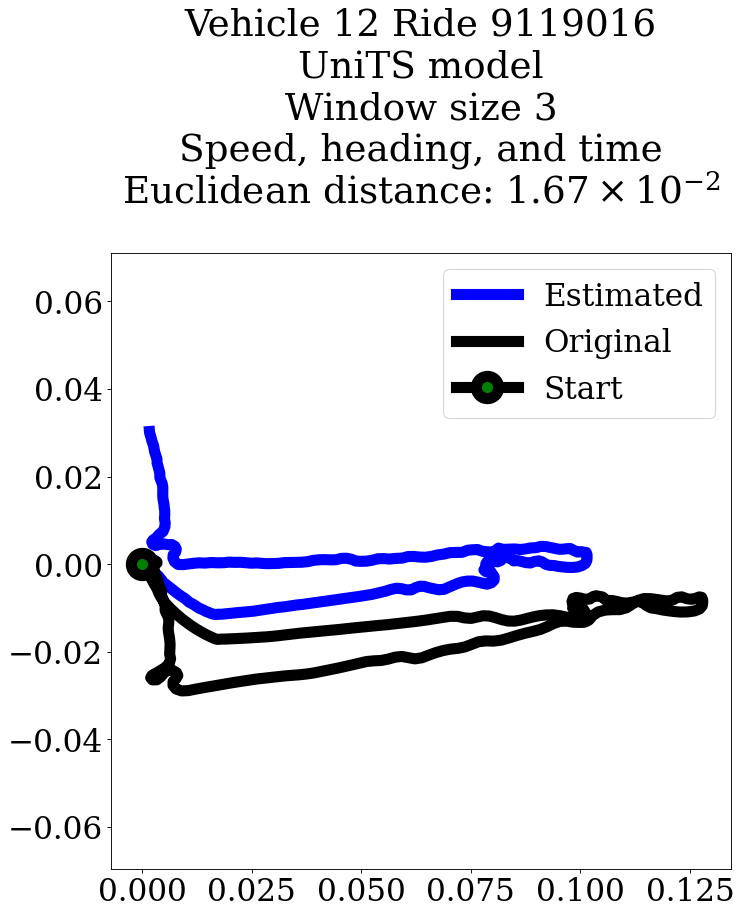 Vehicle 12 Ride 9119016
UniTS model
Window size 3
Speed, heading, and time
Euclidean distance: 1.67 × 10⁻²
Estimated
Original
Start
0.06
0.04
0.02
0.00
−0.02
−0.04
−0.06
0.000 0.025 0.050 0.075 0.100 0.125